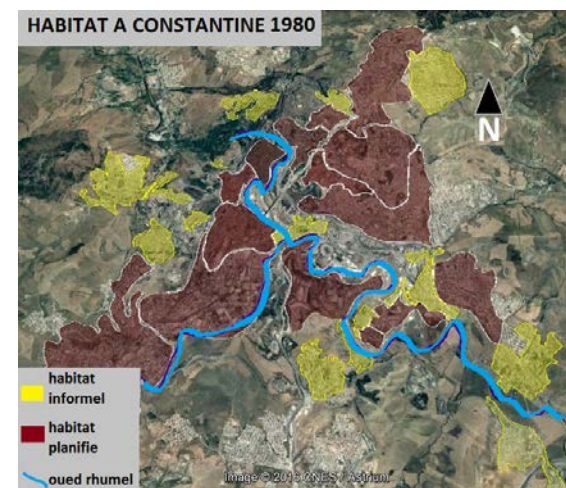 HABITAT A CONSTANTINE 1980
N
habitat
informel
habitat
planifie
oued rhumel
Image © 2015 CNES / Astrium